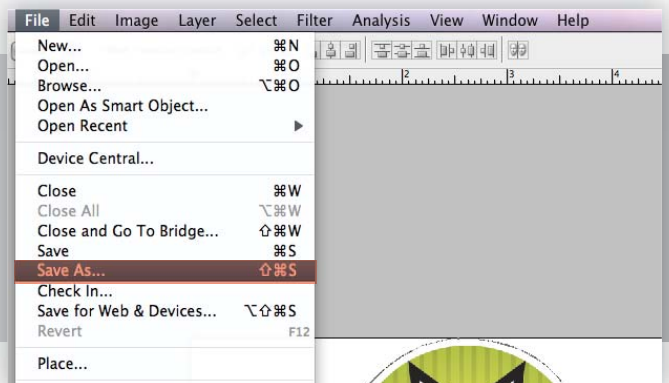 File Edit Image Layer Select Filter Analysis View Window Help
New... ⌘N
Open... ⌘O
Browse... ⌥⌘O
Open As Smart Object...
Open Recent ▶
2 3 4
Device Central...
Close ⌘W
Close All ⌥⌘W
Close and Go To Bridge... ⇧⌘W
Save ⌘S
Save As... ⇧⌘S
Check In...
Save for Web & Devices... ⌥⇧⌘S
Revert F12
Place...